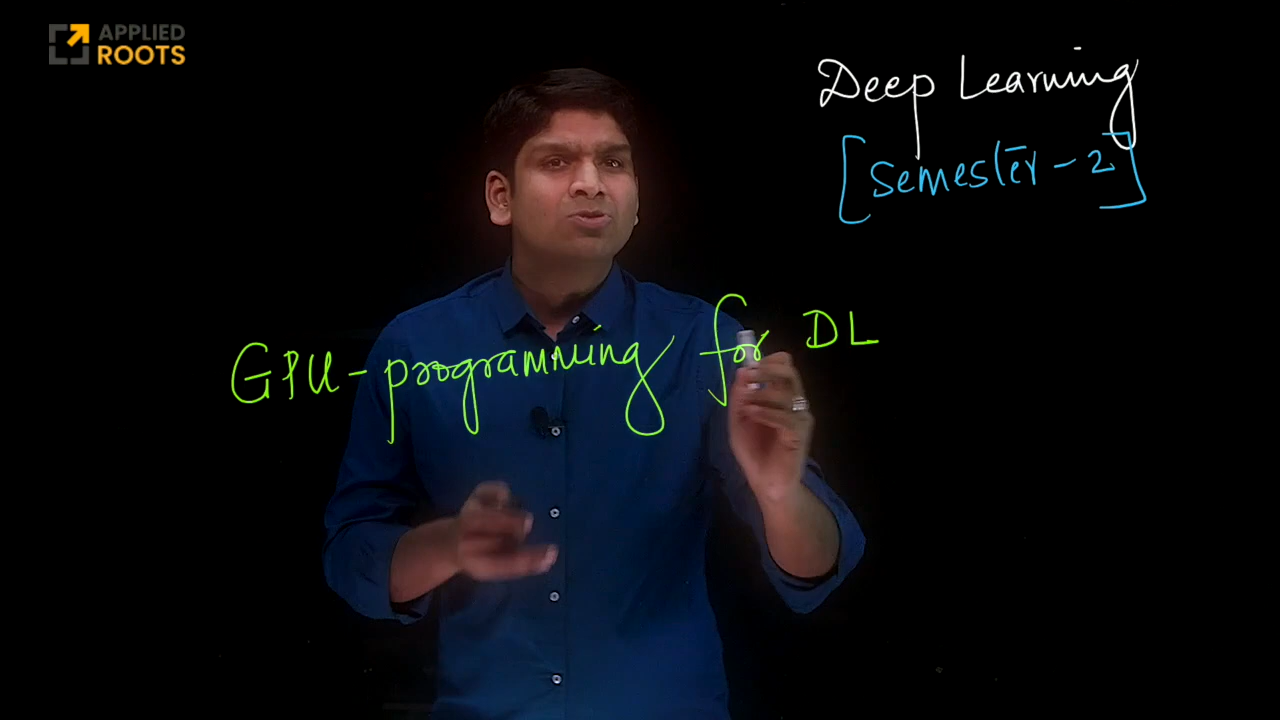 APPLIED
ROOTS
Deep Learning
[Semester - 2]
GPU - programming for DL